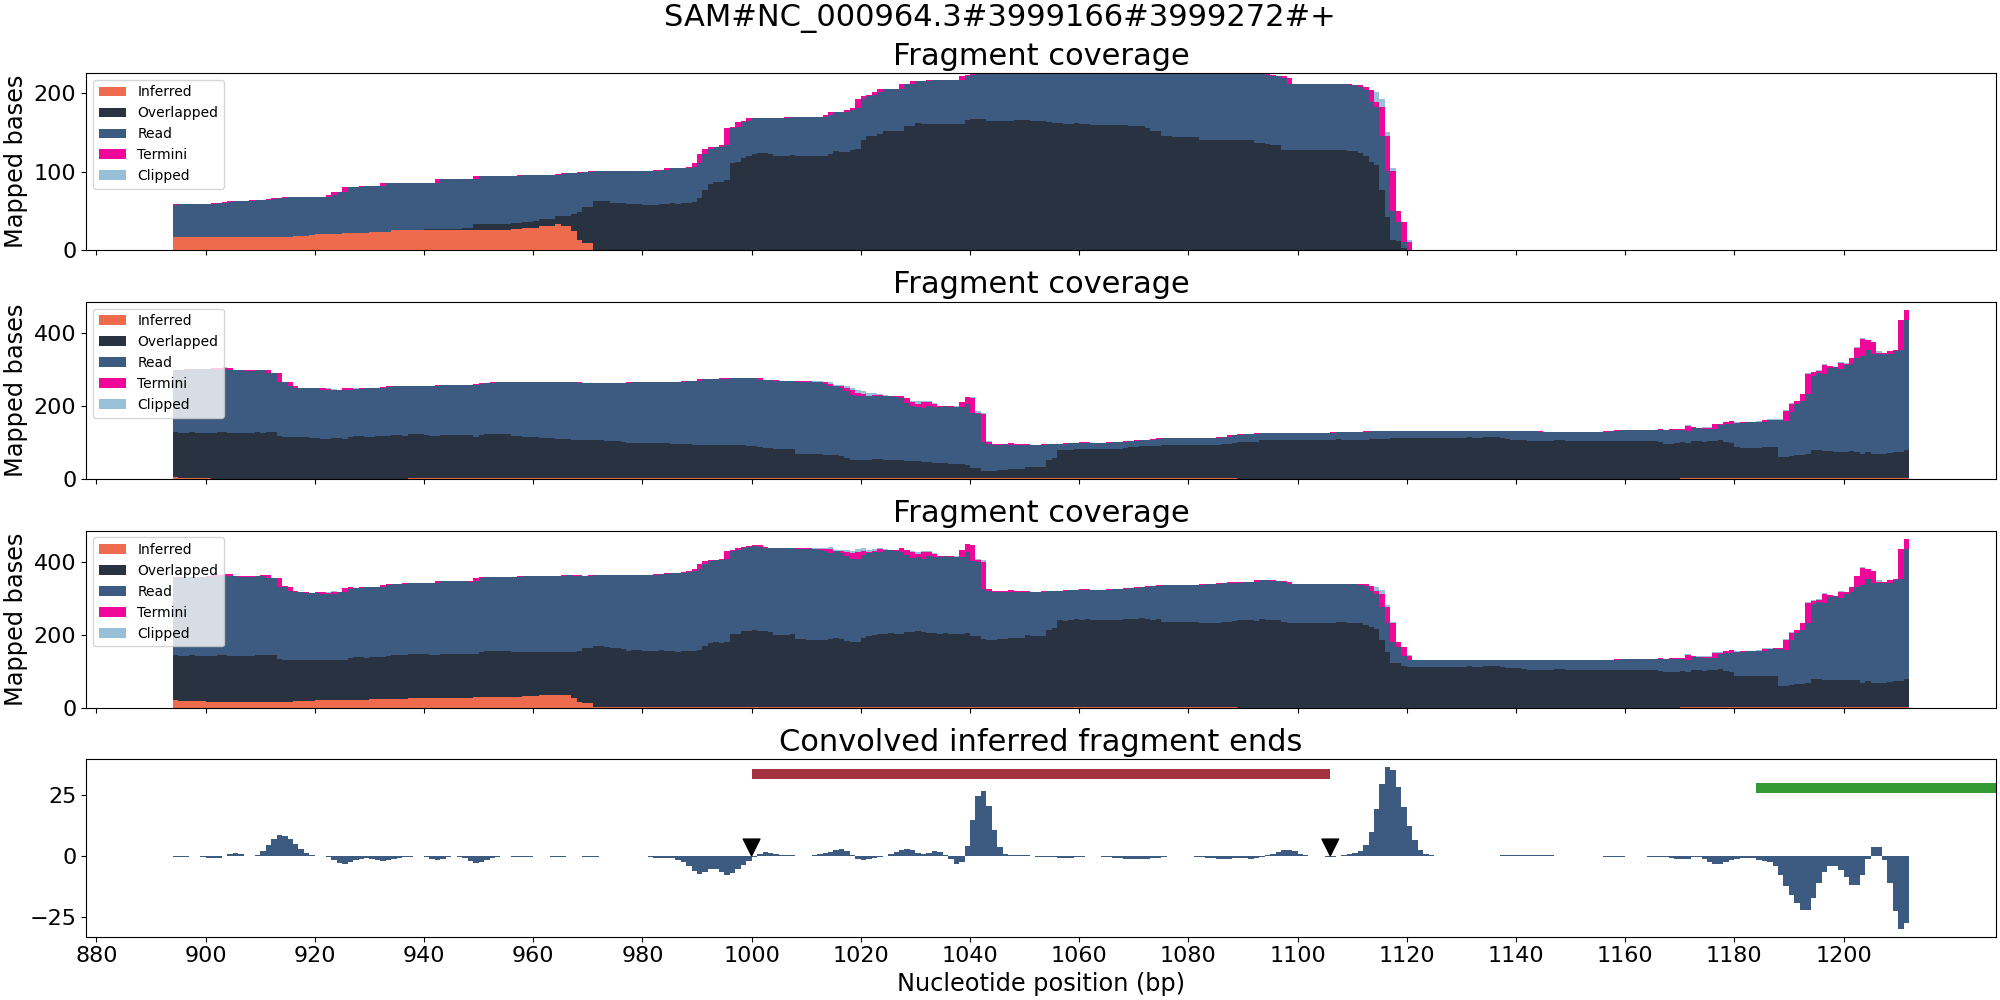 SAM#NC_000964.3#3999166#3999272#+
Fragment coverage
Mapped bases
200
100
0
Inferred
Overlapped
Read
Termini
Clipped
Fragment coverage
Mapped bases
400
200
0
Inferred
Overlapped
Read
Termini
Clipped
Fragment coverage
Mapped bases
400
200
0
Inferred
Overlapped
Read
Termini
Clipped
Convolved inferred fragment ends
25
0
−25
880 900 920 940 960 980 1000 1020 1040 1060 1080 1100 1120 1140 1160 1180 1200
Nucleotide position (bp)